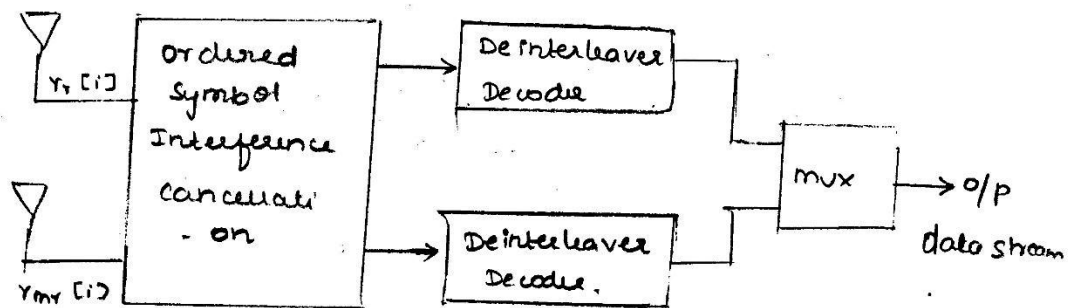 ordered
Symbol
Interference
cancellati
- on
Yr [i]
Ymr [i]
Deinterleaver
Decoder
Deinterleaver
Decoder.
mux
o/p
data stream